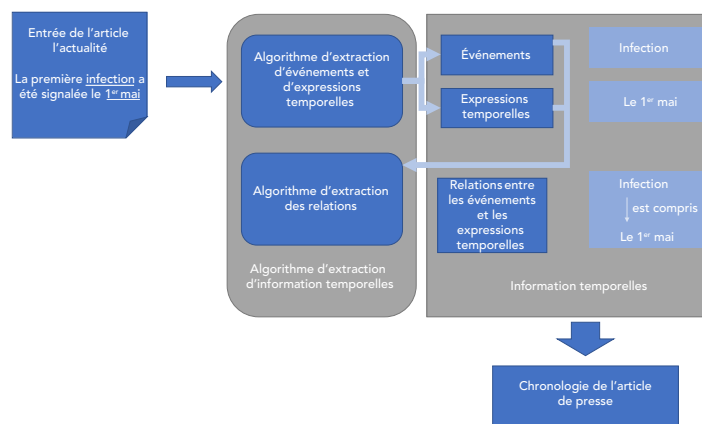 Entrée de l'article
l'actualité
La première infection a
été signalée le 1er mai
Algorithme d'extraction
d'événements et
d'expressions
temporelles
Événements
Expressions
temporelles
Infection
Le 1er mai
Algorithme d'extraction
des relations
Relations entre
les événements
et les
expressions
temporelles
Infection
est compris
Le 1er mai
Algorithme d'extraction
d'information temporelles
Information temporelles
Chronologie de l'article
de presse